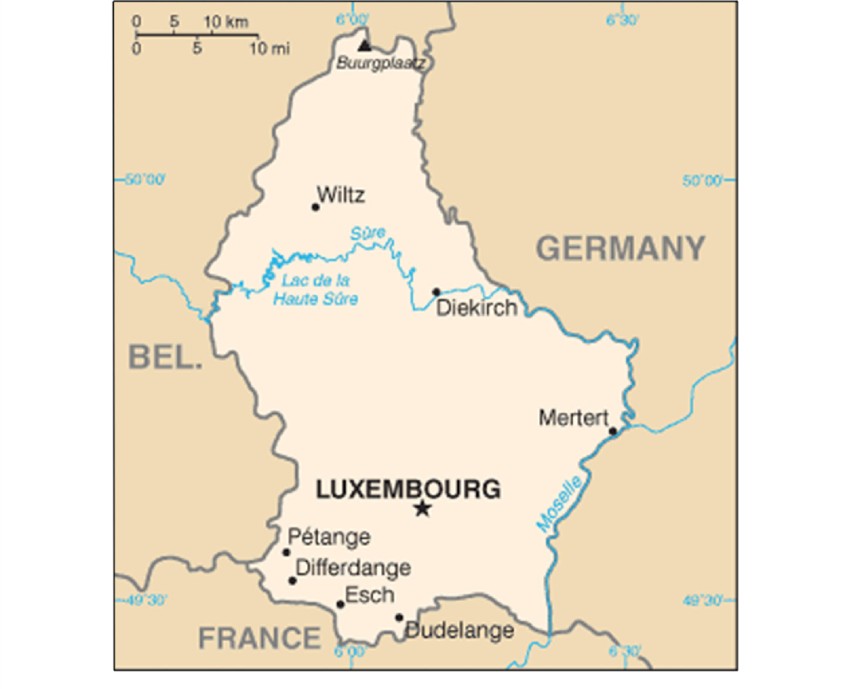 0 5 10 km
0 5 10 mi
6°00'
6°30'
Buurgplaatz
50°00'
50°00'
Wiltz
Sûre
GERMANY
Lac de la
Haute Sûre
Diekirch
BEL.
Mertert
LUXEMBOURG
Moselle
Pétange
Differdange
Esch
49°30'
49°30'
Dudelange
FRANCE
6°00'
6°30'